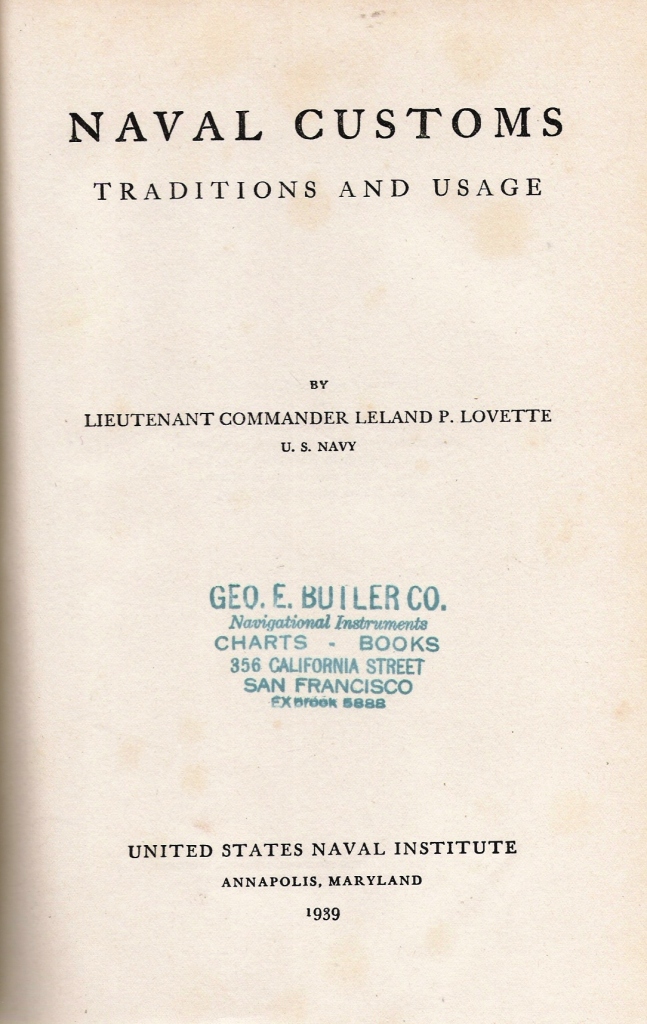 NAVAL CUSTOMS
TRADITIONS AND USAGE
BY
LIEUTENANT COMMANDER LELAND P. LOVETTE
U. S. NAVY
GEO. E. BUTLER CO.
Navigational Instruments
CHARTS - BOOKS
356 CALIFORNIA STREET
SAN FRANCISCO
EXbrook 5888
UNITED STATES NAVAL INSTITUTE
ANNAPOLIS, MARYLAND
1939